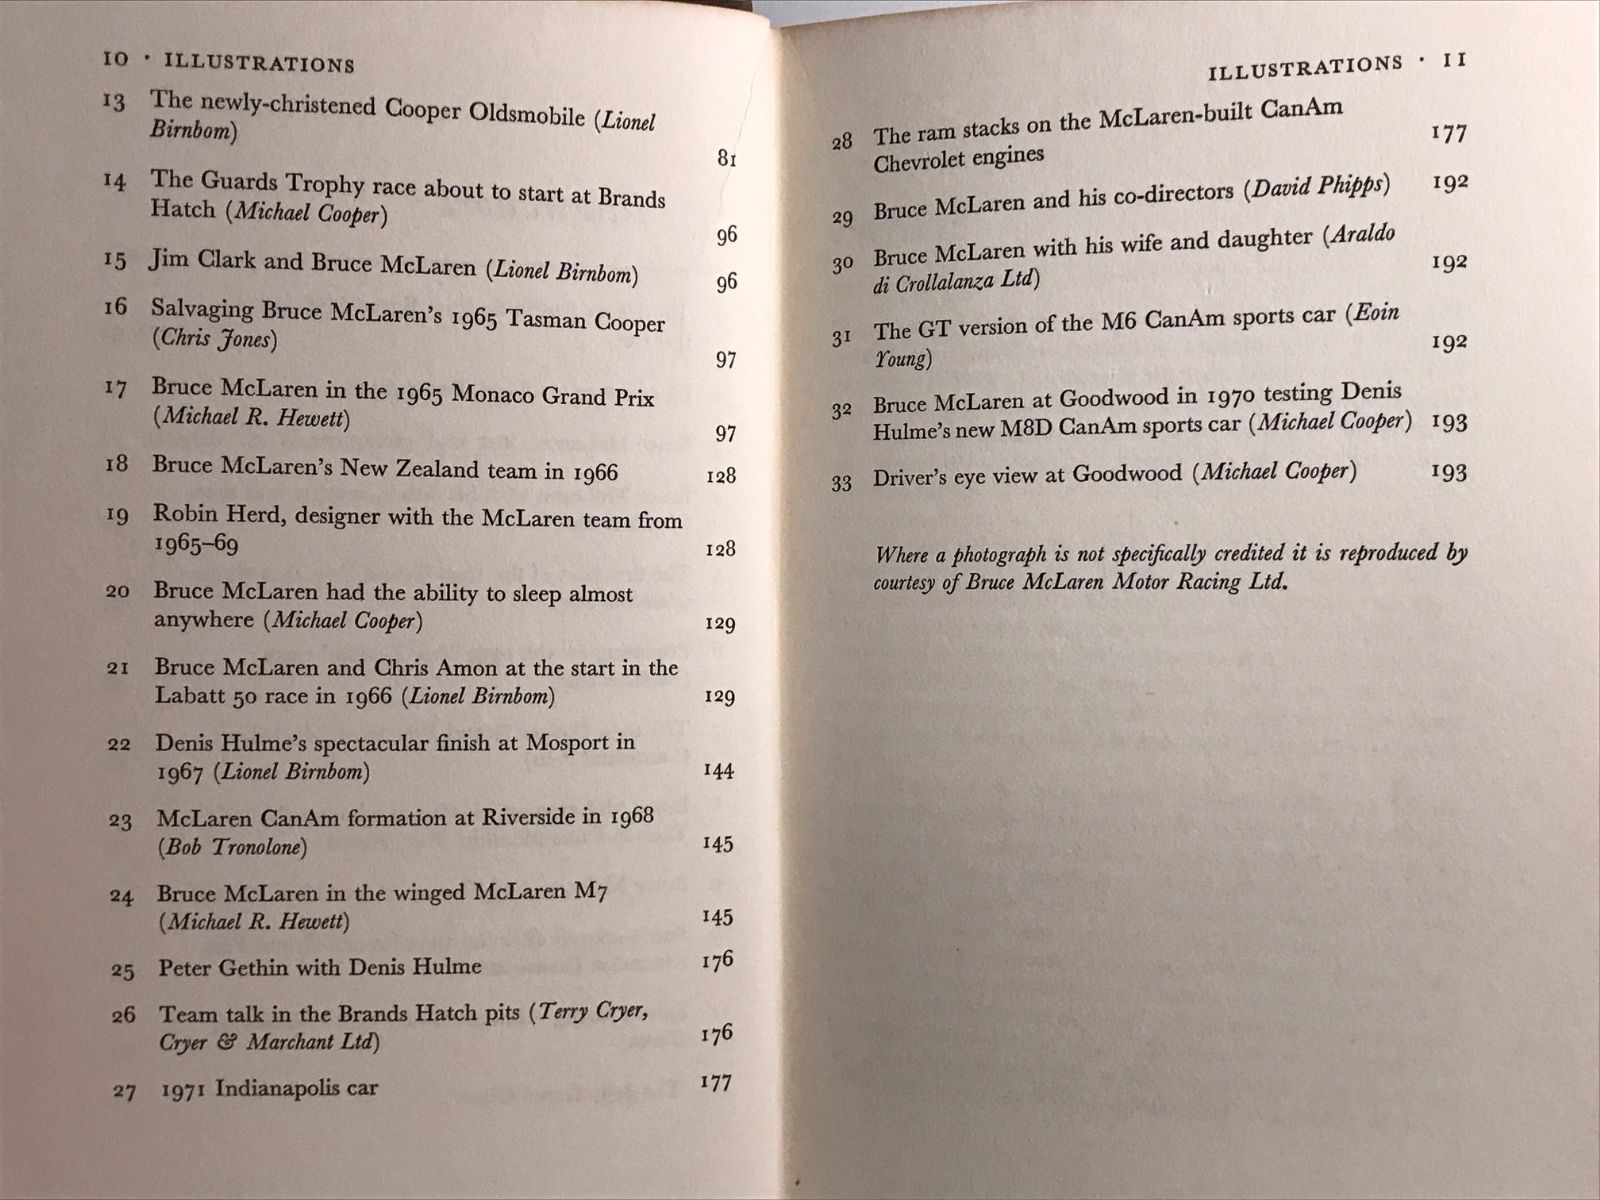 10 · ILLUSTRATIONS
13 The newly-christened Cooper Oldsmobile (Lionel
Birnbom) 81
14 The Guards Trophy race about to start at Brands
Hatch (Michael Cooper) 96
15 Jim Clark and Bruce McLaren (Lionel Birnbom) 96
16 Salvaging Bruce McLaren's 1965 Tasman Cooper
(Chris Jones) 97
17 Bruce McLaren in the 1965 Monaco Grand Prix
(Michael R. Hewett) 97
18 Bruce McLaren's New Zealand team in 1966 128
19 Robin Herd, designer with the McLaren team from
1965–69 128
20 Bruce McLaren had the ability to sleep almost
anywhere (Michael Cooper) 129
21 Bruce McLaren and Chris Amon at the start in the
Labatt 50 race in 1966 (Lionel Birnbom) 129
22 Denis Hulme's spectacular finish at Mosport in
1967 (Lionel Birnbom) 144
23 McLaren CanAm formation at Riverside in 1968
(Bob Tronolone) 145
24 Bruce McLaren in the winged McLaren M7
(Michael R. Hewett) 145
25 Peter Gethin with Denis Hulme 176
26 Team talk in the Brands Hatch pits (Terry Cryer,
Cryer & Marchant Ltd) 176
27 1971 Indianapolis car 177
ILLUSTRATIONS · 11
28 The ram stacks on the McLaren-built CanAm
Chevrolet engines 177
29 Bruce McLaren and his co-directors (David Phipps) 192
30 Bruce McLaren with his wife and daughter (Araldo
di Crollalanza Ltd) 192
31 The GT version of the M6 CanAm sports car (Eoin
Young) 192
32 Bruce McLaren at Goodwood in 1970 testing Denis
Hulme's new M8D CanAm sports car (Michael Cooper) 193
33 Driver's eye view at Goodwood (Michael Cooper) 193
Where a photograph is not specifically credited it is reproduced by
courtesy of Bruce McLaren Motor Racing Ltd.